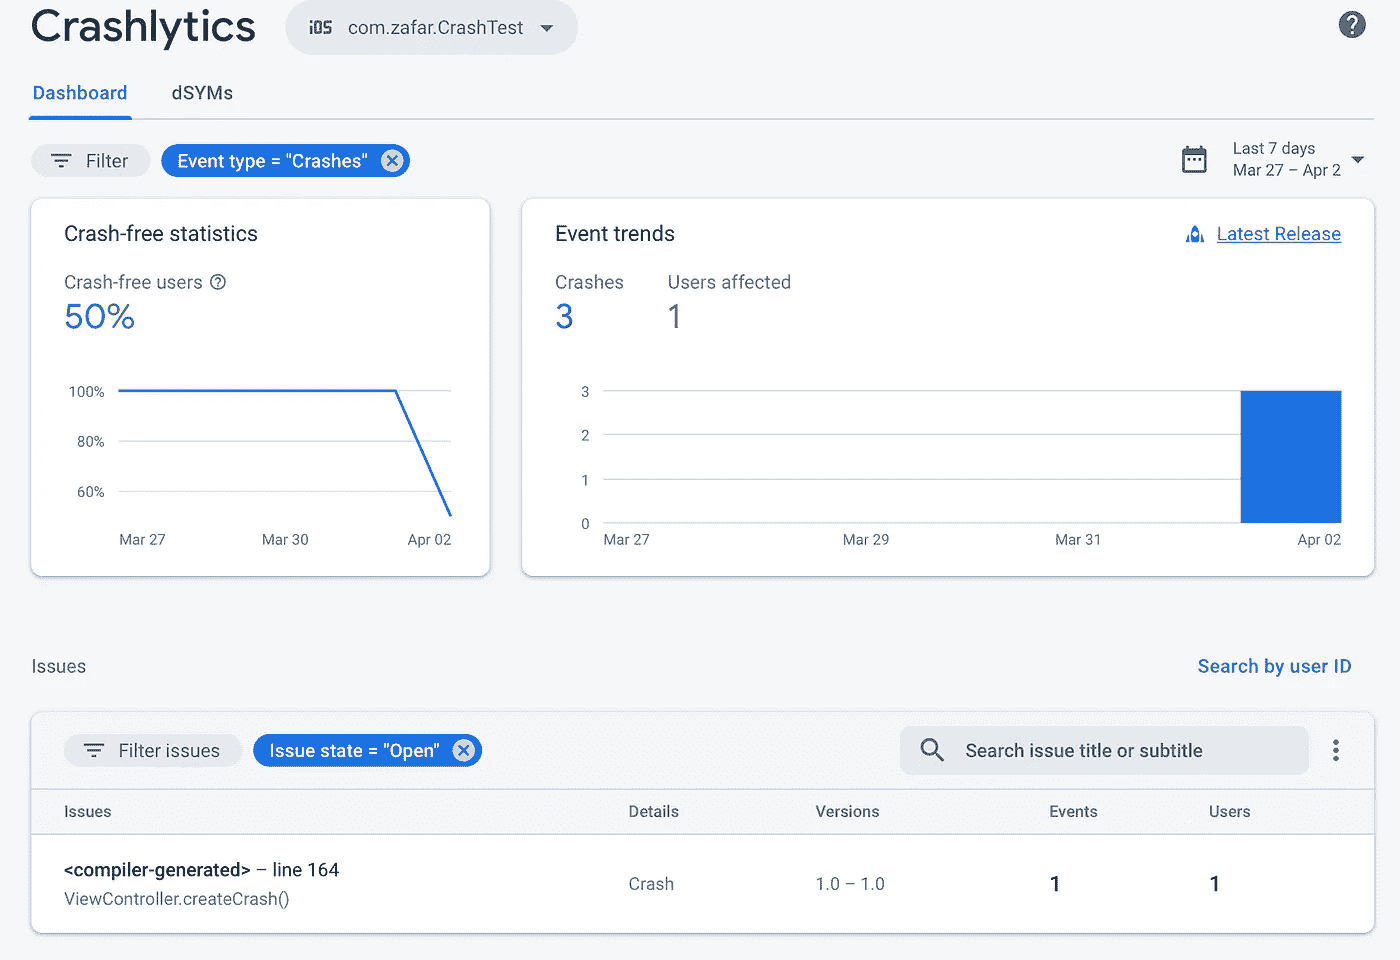 Crashlytics
iOS com.zafar.CrashTest
?
Dashboard dSYMs
Filter Event type = "Crashes"
Last 7 days
Mar 27 – Apr 2
Crash-free statistics
Crash-free users ?
50%
100%
80%
60%
Mar 27 Mar 30 Apr 02
Event trends Latest Release
Crashes Users affected
3 1
3
2
1
0
Mar 27 Mar 29 Mar 31 Apr 02
Issues Search by user ID
Filter issues Issue state = "Open" Search issue title or subtitle
Issues Details Versions Events Users
<compiler-generated> – line 164
ViewController.createCrash()
Crash 1.0 – 1.0 1 1